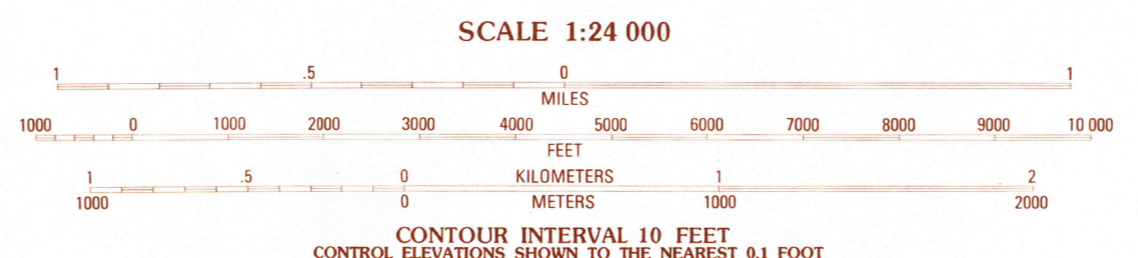 SCALE 1:24 000
1 .5 0 1
MILES
1000 0 1000 2000 3000 4000 5000 6000 7000 8000 9000 10 000
FEET
1 .5 0 KILOMETERS 1 2
1000 0 METERS 1000 2000
CONTOUR INTERVAL 10 FEET
CONTROL ELEVATIONS SHOWN TO THE NEAREST 0.1 FOOT